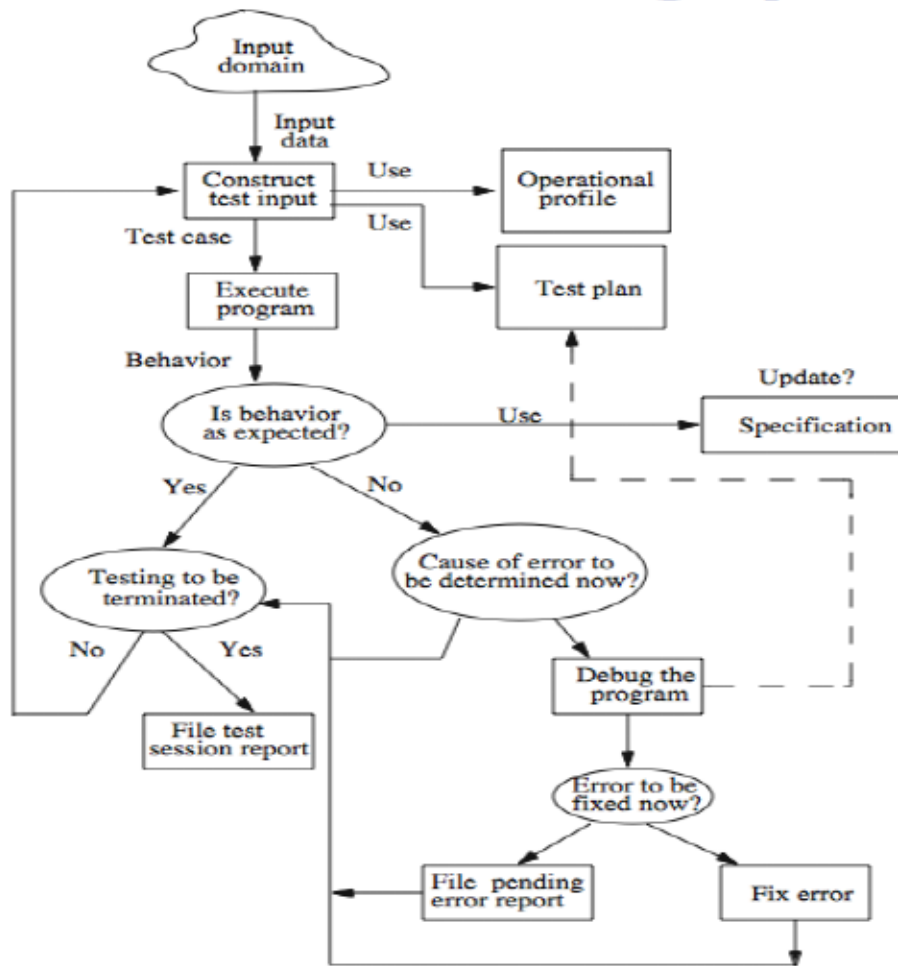 Input
domain
Input
data
Construct
test input
Use
Operational
profile
Use
Test case
Test plan
Execute
program
Behavior
Update?
Is behavior
as expected?
Use
Specification
Yes
No
Cause of error to
be determined now?
Testing to be
terminated?
No
Yes
Debug the
program
File test
session report
Error to be
fixed now?
File pending
error report
Fix error